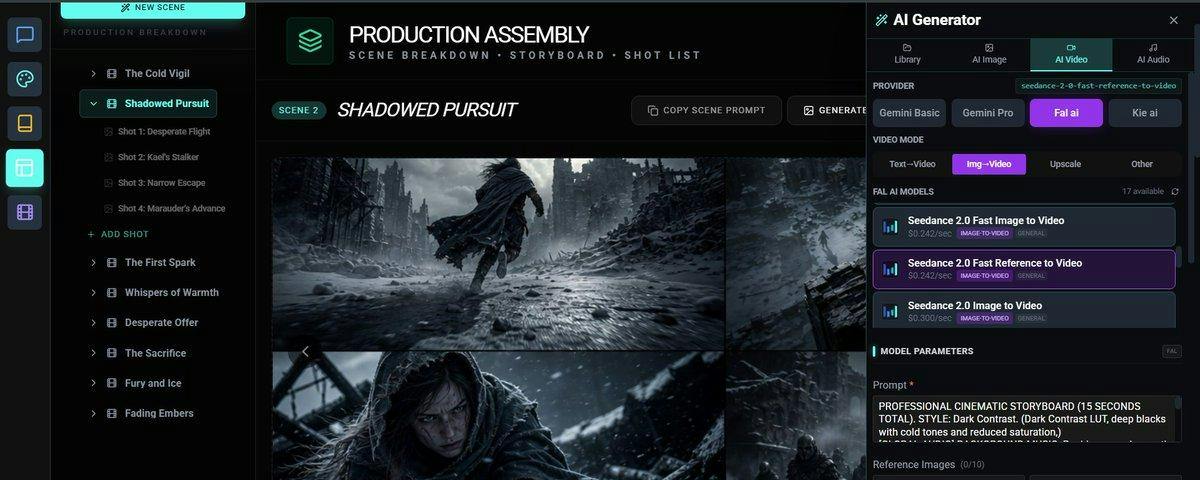 NEW SCENE
PRODUCTION BREAKDOWN
The Cold Vigil
Shadowed Pursuit
Shot 1: Desperate Flight
Shot 2: Kael's Stalker
Shot 3: Narrow Escape
Shot 4: Marauder's Advance
+ ADD SHOT
The First Spark
Whispers of Warmth
Desperate Offer
The Sacrifice
Fury and Ice
Fading Embers
PRODUCTION ASSEMBLY
SCENE BREAKDOWN • STORYBOARD • SHOT LIST
SCENE 2
SHADOWED PURSUIT
COPY SCENE PROMPT
GENERATE
AI Generator
Library
AI Image
AI Video
AI Audio
PROVIDER
seedance-2-0-fast-reference-to-video
Gemini Basic
Gemini Pro
Fal ai
Kie ai
VIDEO MODE
Text→Video
Img→Video
Upscale
Other
FAL AI MODELS
17 available
Seedance 2.0 Fast Image to Video
$0.242/sec IMAGE-TO-VIDEO GENERAL
Seedance 2.0 Fast Reference to Video
$0.242/sec IMAGE-TO-VIDEO GENERAL
Seedance 2.0 Image to Video
$0.300/sec IMAGE-TO-VIDEO GENERAL
MODEL PARAMETERS
FAL
Prompt *
PROFESSIONAL CINEMATIC STORYBOARD (15 SECONDS
TOTAL). STYLE: Dark Contrast. (Dark Contrast LUT, deep blacks
with cold tones and reduced saturation,)
Reference Images (0/10)